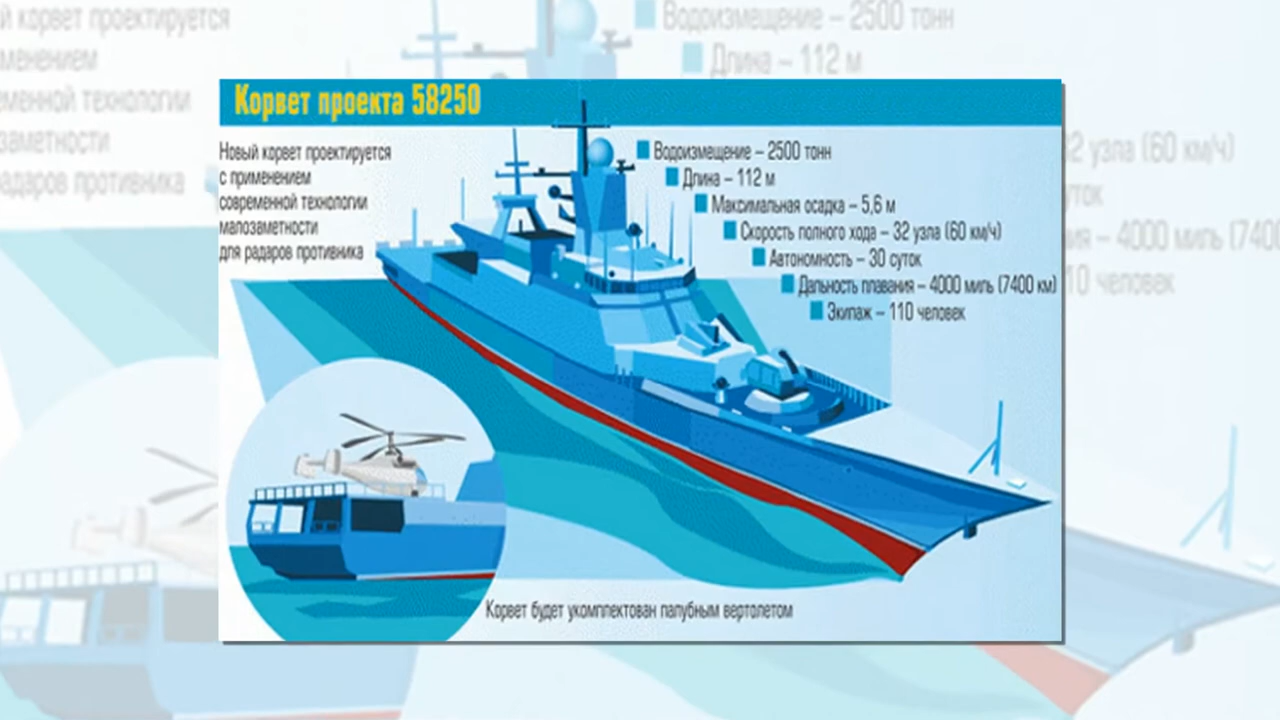 Корвет проекта 58250
Новый корвет проектируется
с применением
современной технологии
малозаметности
для радаров противника
Водоизмещение – 2500 тонн
Длина – 112 м
Максимальная осадка – 5,6 м
Скорость полного хода – 32 узла (60 км/ч)
Автономность – 30 суток
Дальность плавания – 4000 миль (7400 км)
Экипаж – 110 человек
Корвет будет укомплектован палубным вертолетом